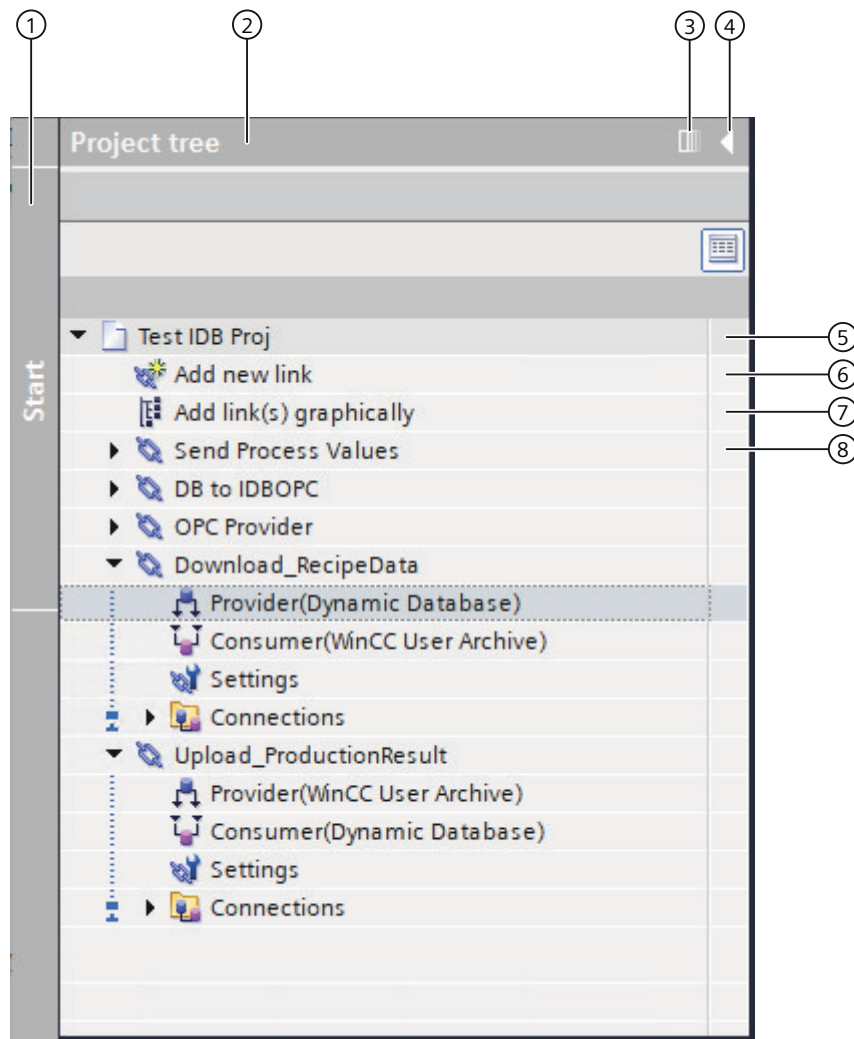 ① ② ③ ④
Project tree
Start
Test IDB Proj ⑤
Add new link ⑥
Add link(s) graphically ⑦
Send Process Values ⑧
DB to IDBOPC
OPC Provider
Download_RecipeData
Provider(Dynamic Database)
Consumer(WinCC User Archive)
Settings
Connections
Upload_ProductionResult
Provider(WinCC User Archive)
Consumer(Dynamic Database)
Settings
Connections